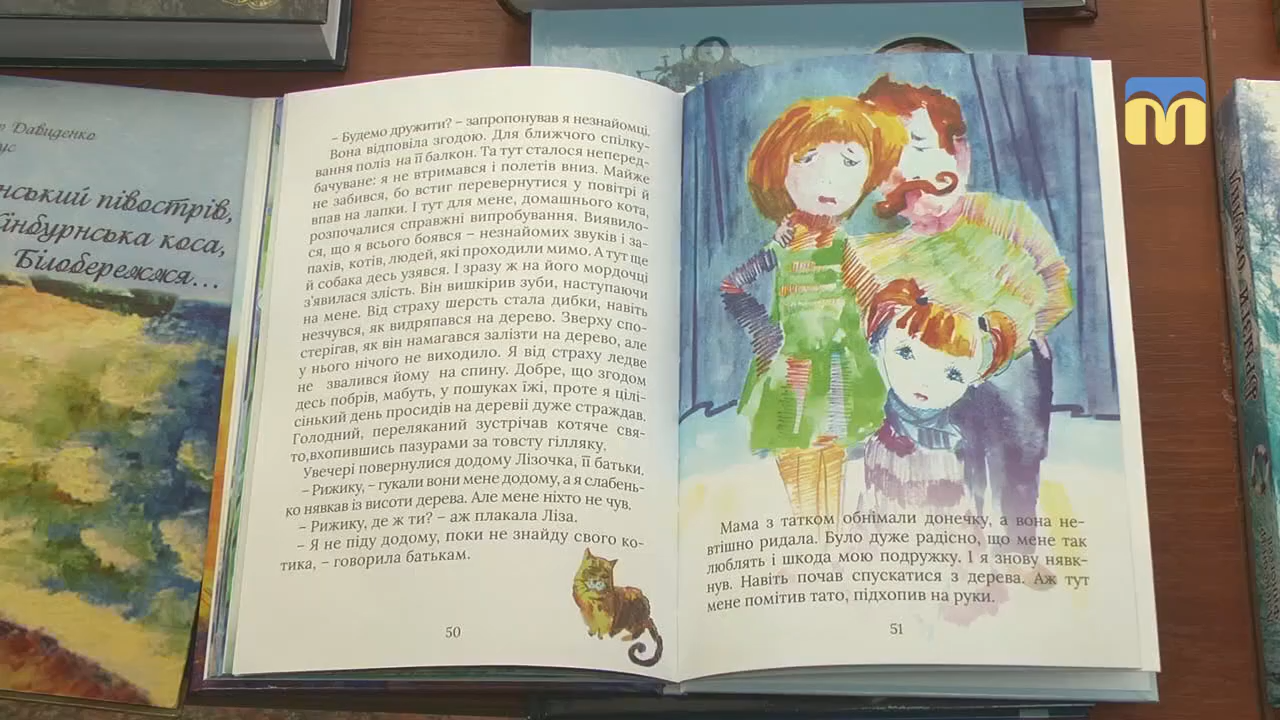 Давиденко
нський півострів,
Кінбурнська коса,
Білобережжя...
– Будемо дружити? – запропонував я незнайомці.
Вона відповіла згодою. Для ближчого спілку-
вання поліз на її балкон. Та тут сталося неперед-
бачуване: я не втримався і полетів вниз. Майже
не забився, бо встиг перевернутися у повітрі й
впав на лапки. І тут для мене, домашнього кота,
розпочалися справжні випробування. Виявило-
ся, що я всього боявся – незнайомих звуків і за-
пахів, котів, людей, які проходили мимо. А тут ще
й собака десь узявся. І зразу ж на його мордочці
з'явилася злість. Він вишкірив зуби, наступаючи
на мене. Від страху шерсть стала дибки, навіть
незчувся, як видряпався на дерево. Зверху спо-
стерігав, як він намагався залізти на дерево, але
у нього нічого не виходило. Я від страху ледве
не звалився йому на спину. Добре, що згодом
десь побрів, мабуть, у пошуках їжі, проте я ціли-
сінький день просидів на дереві і дуже страждав.
Голодний, переляканий зустрічав котяче свя-
то,вхопившись пазурами за товсту гілляку.
Увечері повернулися додому Лізочка, її батьки.
– Рижику, – гукали вони мене додому, а я слабень-
ко нявкав із висоти дерева. Але мене ніхто не чув.
– Рижику, де ж ти? – аж плакала Ліза.
– Я не піду додому, поки не знайду свого ко-
тика, – говорила батькам.
50
Мама з татком обнімали донечку, а вона не-
втішно ридала. Було дуже радісно, що мене так
люблять і шкода мою подружку. І я знову нявк-
нув. Навіть почав спускатися з дерева. Аж тут
мене помітив тато, підхопив на руки.
51